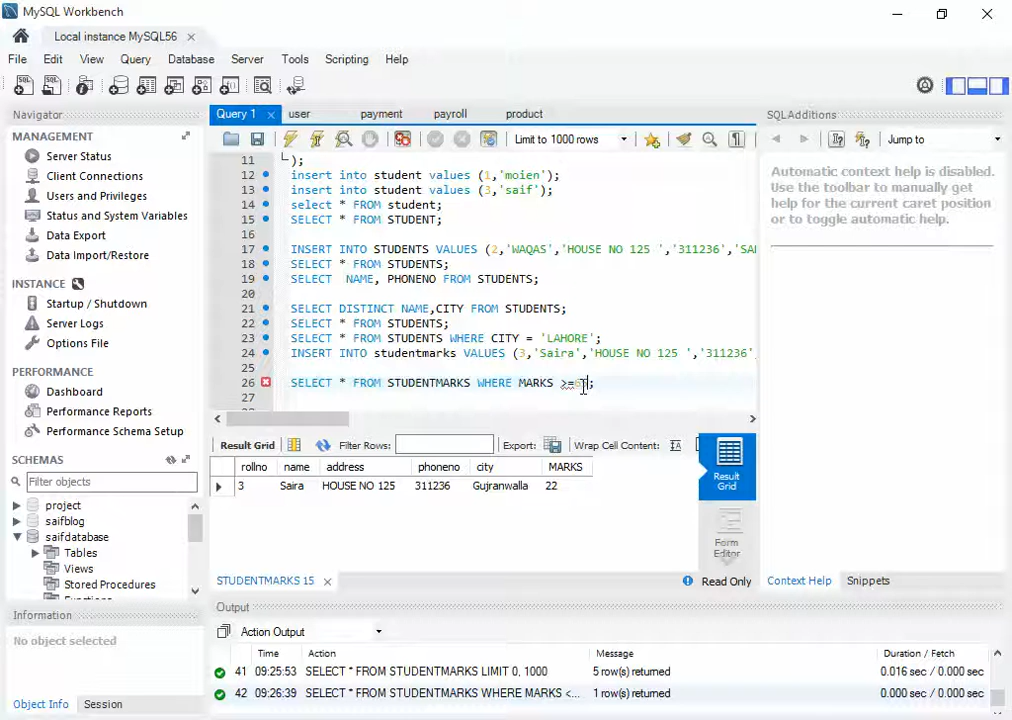 MySQL Workbench
Local instance MySQL56
File Edit View Query Database Server Tools Scripting Help
Navigator
MANAGEMENT
Server Status
Client Connections
Users and Privileges
Status and System Variables
Data Export
Data Import/Restore
INSTANCE
Startup / Shutdown
Server Logs
Options File
PERFORMANCE
Dashboard
Performance Reports
Performance Schema Setup
SCHEMAS
Filter objects
project
saifblog
saifdatabase
Tables
Views
Stored Procedures
Information
No object selected
Object Info Session
Query 1 user payment payroll product
Limit to 1000 rows
11 );
12 insert into student values (1,'moien');
13 insert into student values (3,'saif');
14 select * FROM student;
15 SELECT * FROM STUDENT;
16
17 INSERT INTO STUDENTS VALUES (2,'WAQAS','HOUSE NO 125 ','311236','SA
18 SELECT * FROM STUDENTS;
19 SELECT NAME, PHONENO FROM STUDENTS;
20
21 SELECT DISTINCT NAME,CITY FROM STUDENTS;
22 SELECT * FROM STUDENTS;
23 SELECT * FROM STUDENTS WHERE CITY = 'LAHORE';
24 INSERT INTO studentmarks VALUES (3,'Saira','HOUSE NO 125 ','311236'
25
26 SELECT * FROM STUDENTMARKS WHERE MARKS >= ;
27
Result Grid Filter Rows: Export: Wrap Cell Content:
rollno name address phoneno city MARKS
3 Saira HOUSE NO 125 311236 Gujranwalla 22
Result Grid
Form Editor
STUDENTMARKS 15
Read Only
SQLAdditions
Jump to
Automatic context help is disabled.
Use the toolbar to manually get
help for the current caret position
or to toggle automatic help.
Context Help Snippets
Output
Action Output
Time Action Message Duration / Fetch
41 09:25:53 SELECT * FROM STUDENTMARKS LIMIT 0, 1000 5 row(s) returned 0.016 sec / 0.000 sec
42 09:26:39 SELECT * FROM STUDENTMARKS WHERE MARKS <... 1 row(s) returned 0.000 sec / 0.000 sec